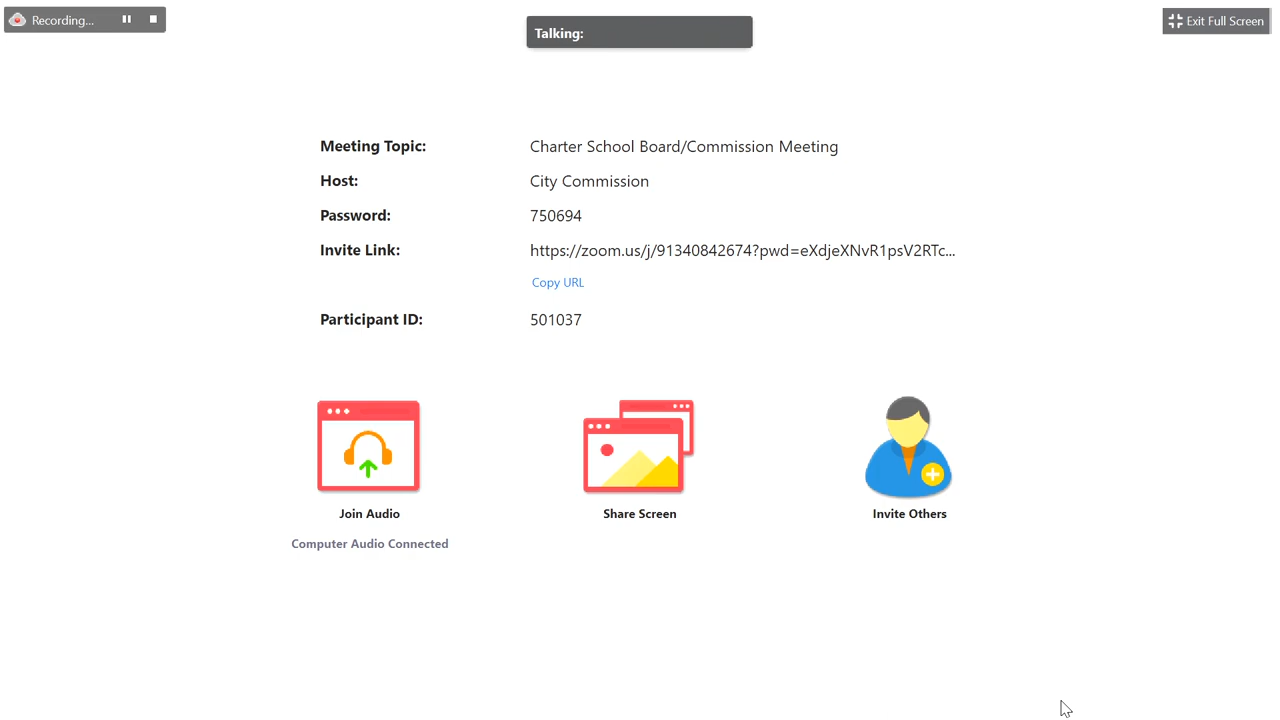 Recording...
Talking:
Exit Full Screen
Meeting Topic: Charter School Board/Commission Meeting
Host: City Commission
Password: 750694
Invite Link: https://zoom.us/j/91340842674?pwd=eXdjeXNvR1psV2RTc...
Copy URL
Participant ID: 501037
Join Audio Share Screen Invite Others
Computer Audio Connected